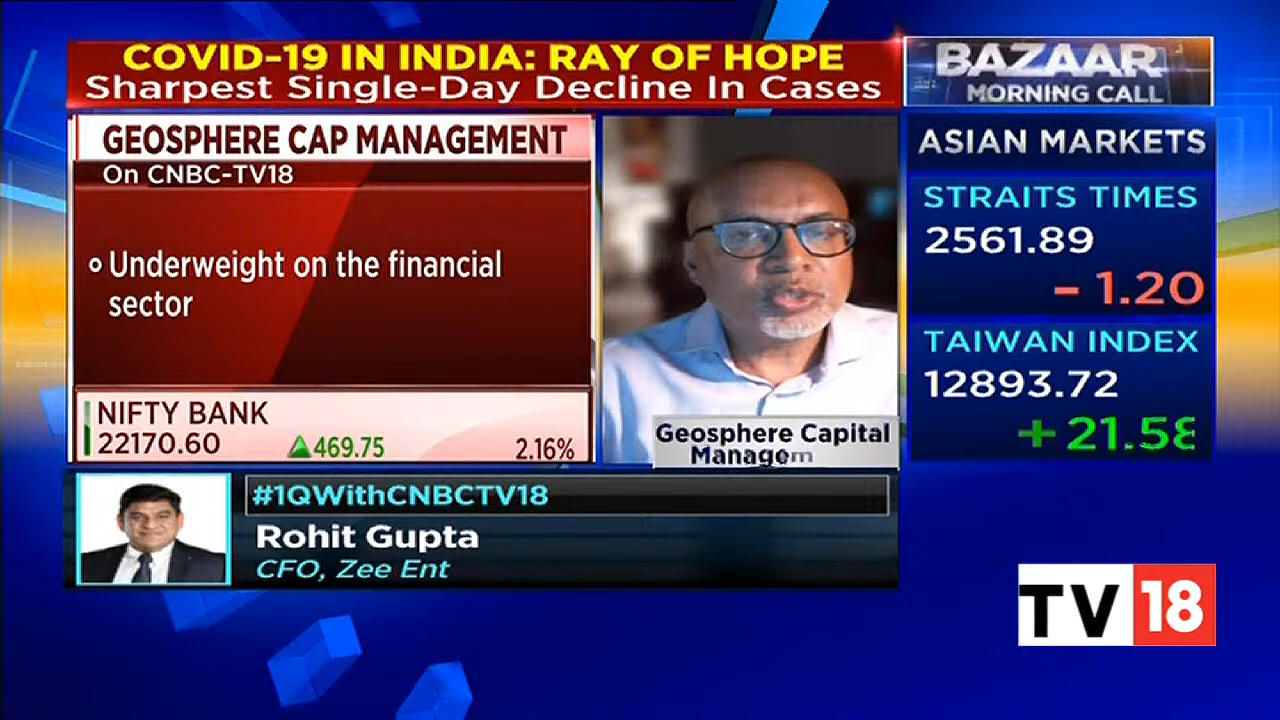 COVID-19 IN INDIA: RAY OF HOPE
Sharpest Single-Day Decline In Cases
BAZAAR
MORNING CALL
GEOSPHERE CAP MANAGEMENT
On CNBC-TV18
Underweight on the financial
sector
NIFTY BANK
22170.60 469.75 2.16%
Geosphere Capital
Managem
ASIAN MARKETS
STRAITS TIMES
2561.89
- 1.20
TAIWAN INDEX
12893.72
+ 21.58
#1QWithCNBCTV18
Rohit Gupta
CFO, Zee Ent
TV18